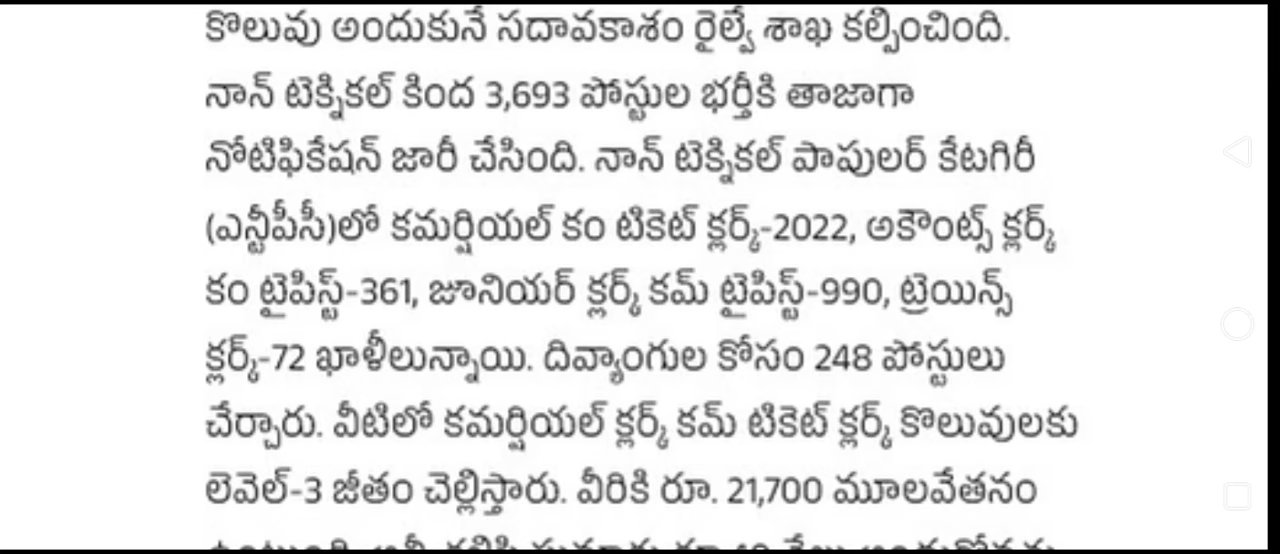 కొలువు అందుకునే సదావకాశం రైల్వే శాఖ కల్పించింది.
నాన్ టెక్నికల్ కింద 3,693 పోస్టుల భర్తీకి తాజాగా
నోటిఫికేషన్ జారీ చేసింది. నాన్ టెక్నికల్ పాపులర్ కేటగిరీ
(ఎన్టీపీసీ)లో కమర్షియల్ కం టికెట్ క్లర్క్-2022, అకౌంట్స్ క్లర్క్
కం టైపిస్ట్-361, జూనియర్ క్లర్క్ కమ్ టైపిస్ట్-990, ట్రెయిన్స్
క్లర్క్-72 ఖాళీలున్నాయి. దివ్యాంగుల కోసం 248 పోస్టులు
చేర్చారు. వీటిలో కమర్షియల్ క్లర్క్ కమ్ టికెట్ క్లర్క్ కొలువులకు
లెవెల్-3 జీతం చెల్లిస్తారు. వీరికి రూ. 21,700 మూలవేతనం